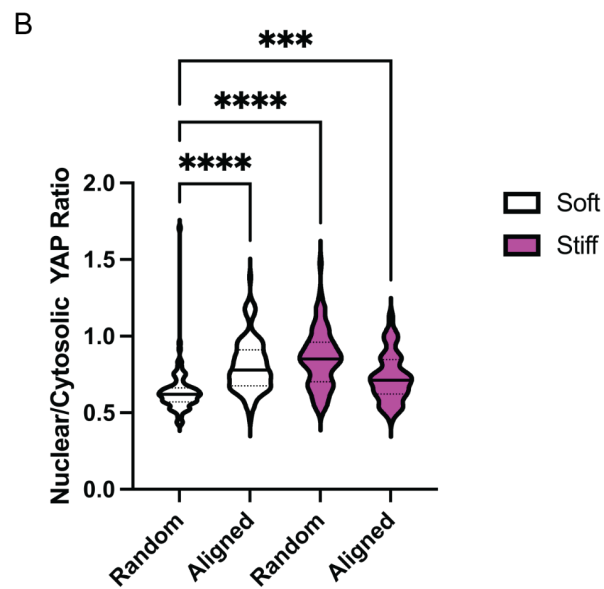 B
***
****
****
Nuclear/Cytosolic YAP Ratio
2.0
1.5
1.0
0.5
0.0
Random
Aligned
Random
Aligned
Soft
Stiff